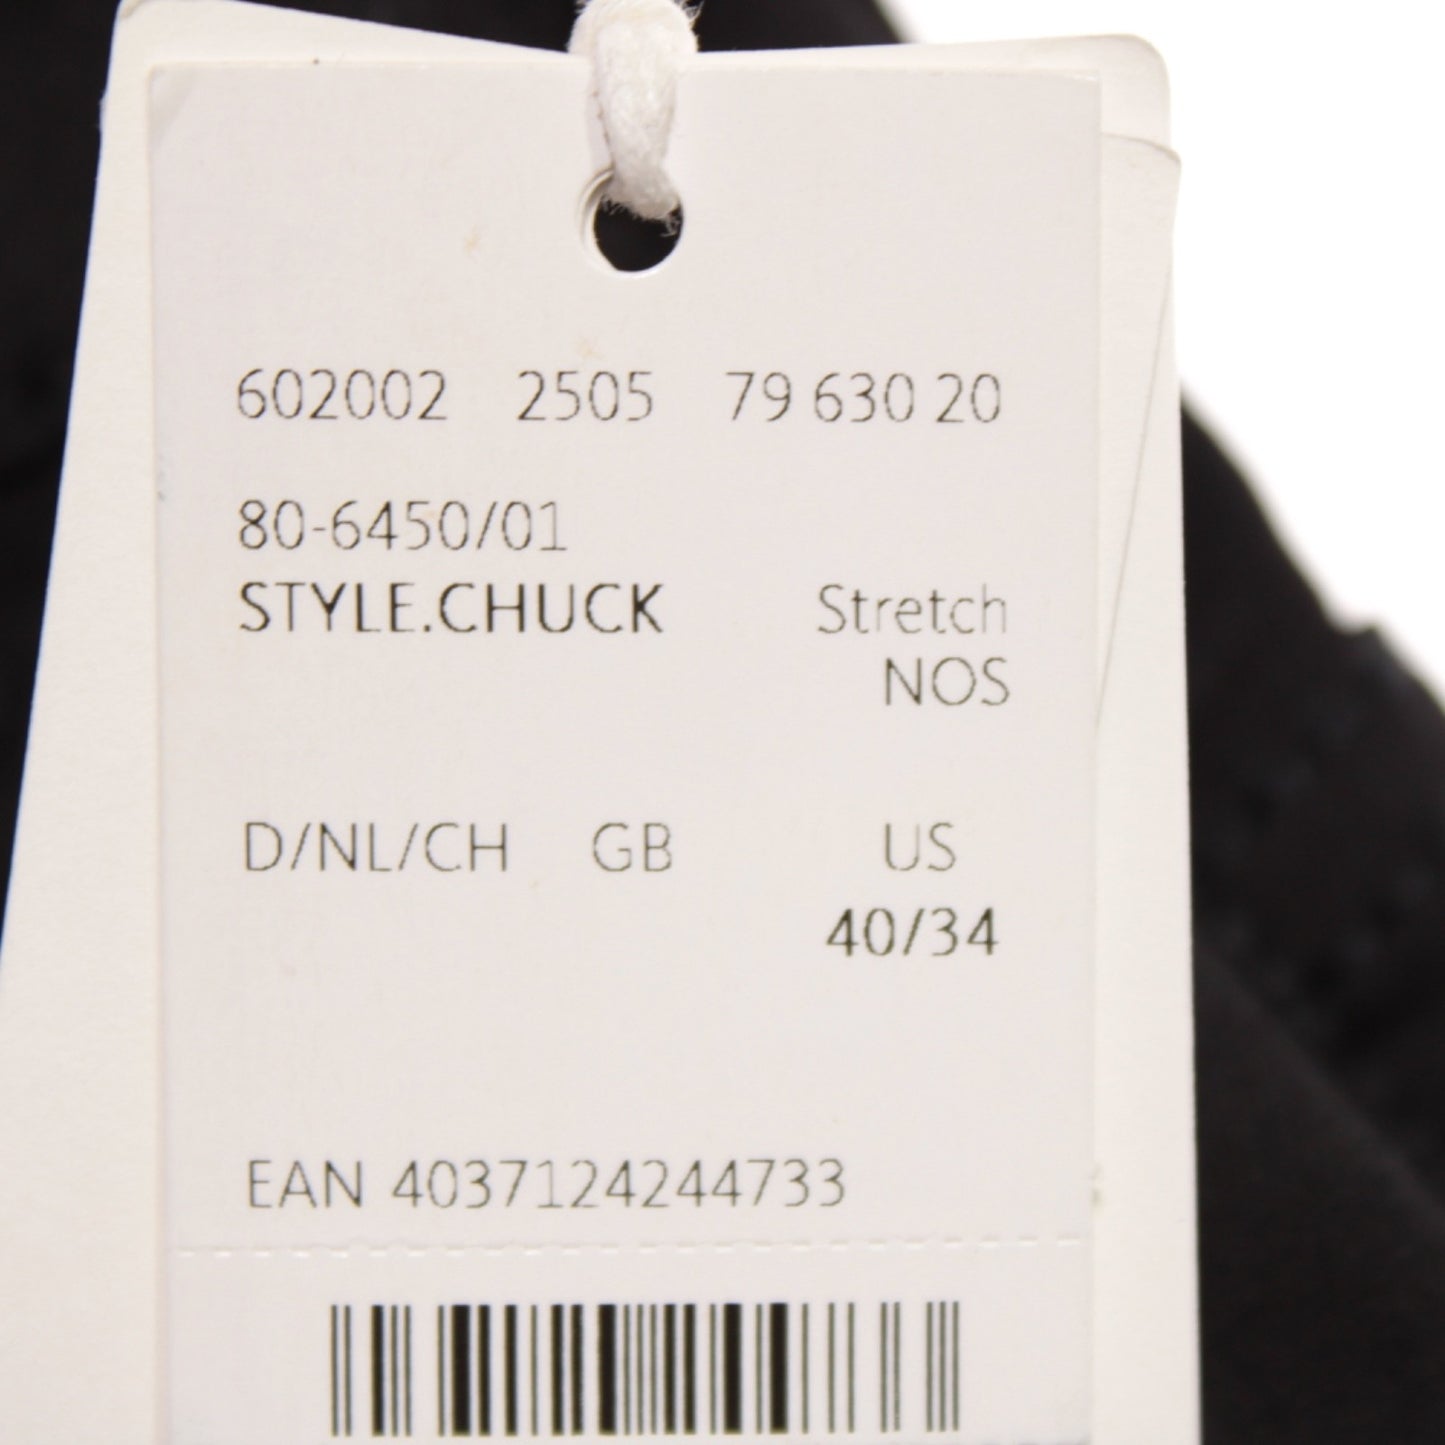 602002 2505 79 630 20
80-6450/01
STYLE.CHUCK Stretch
NOS
D/NL/CH GB US
40/34
EAN 4037124244733